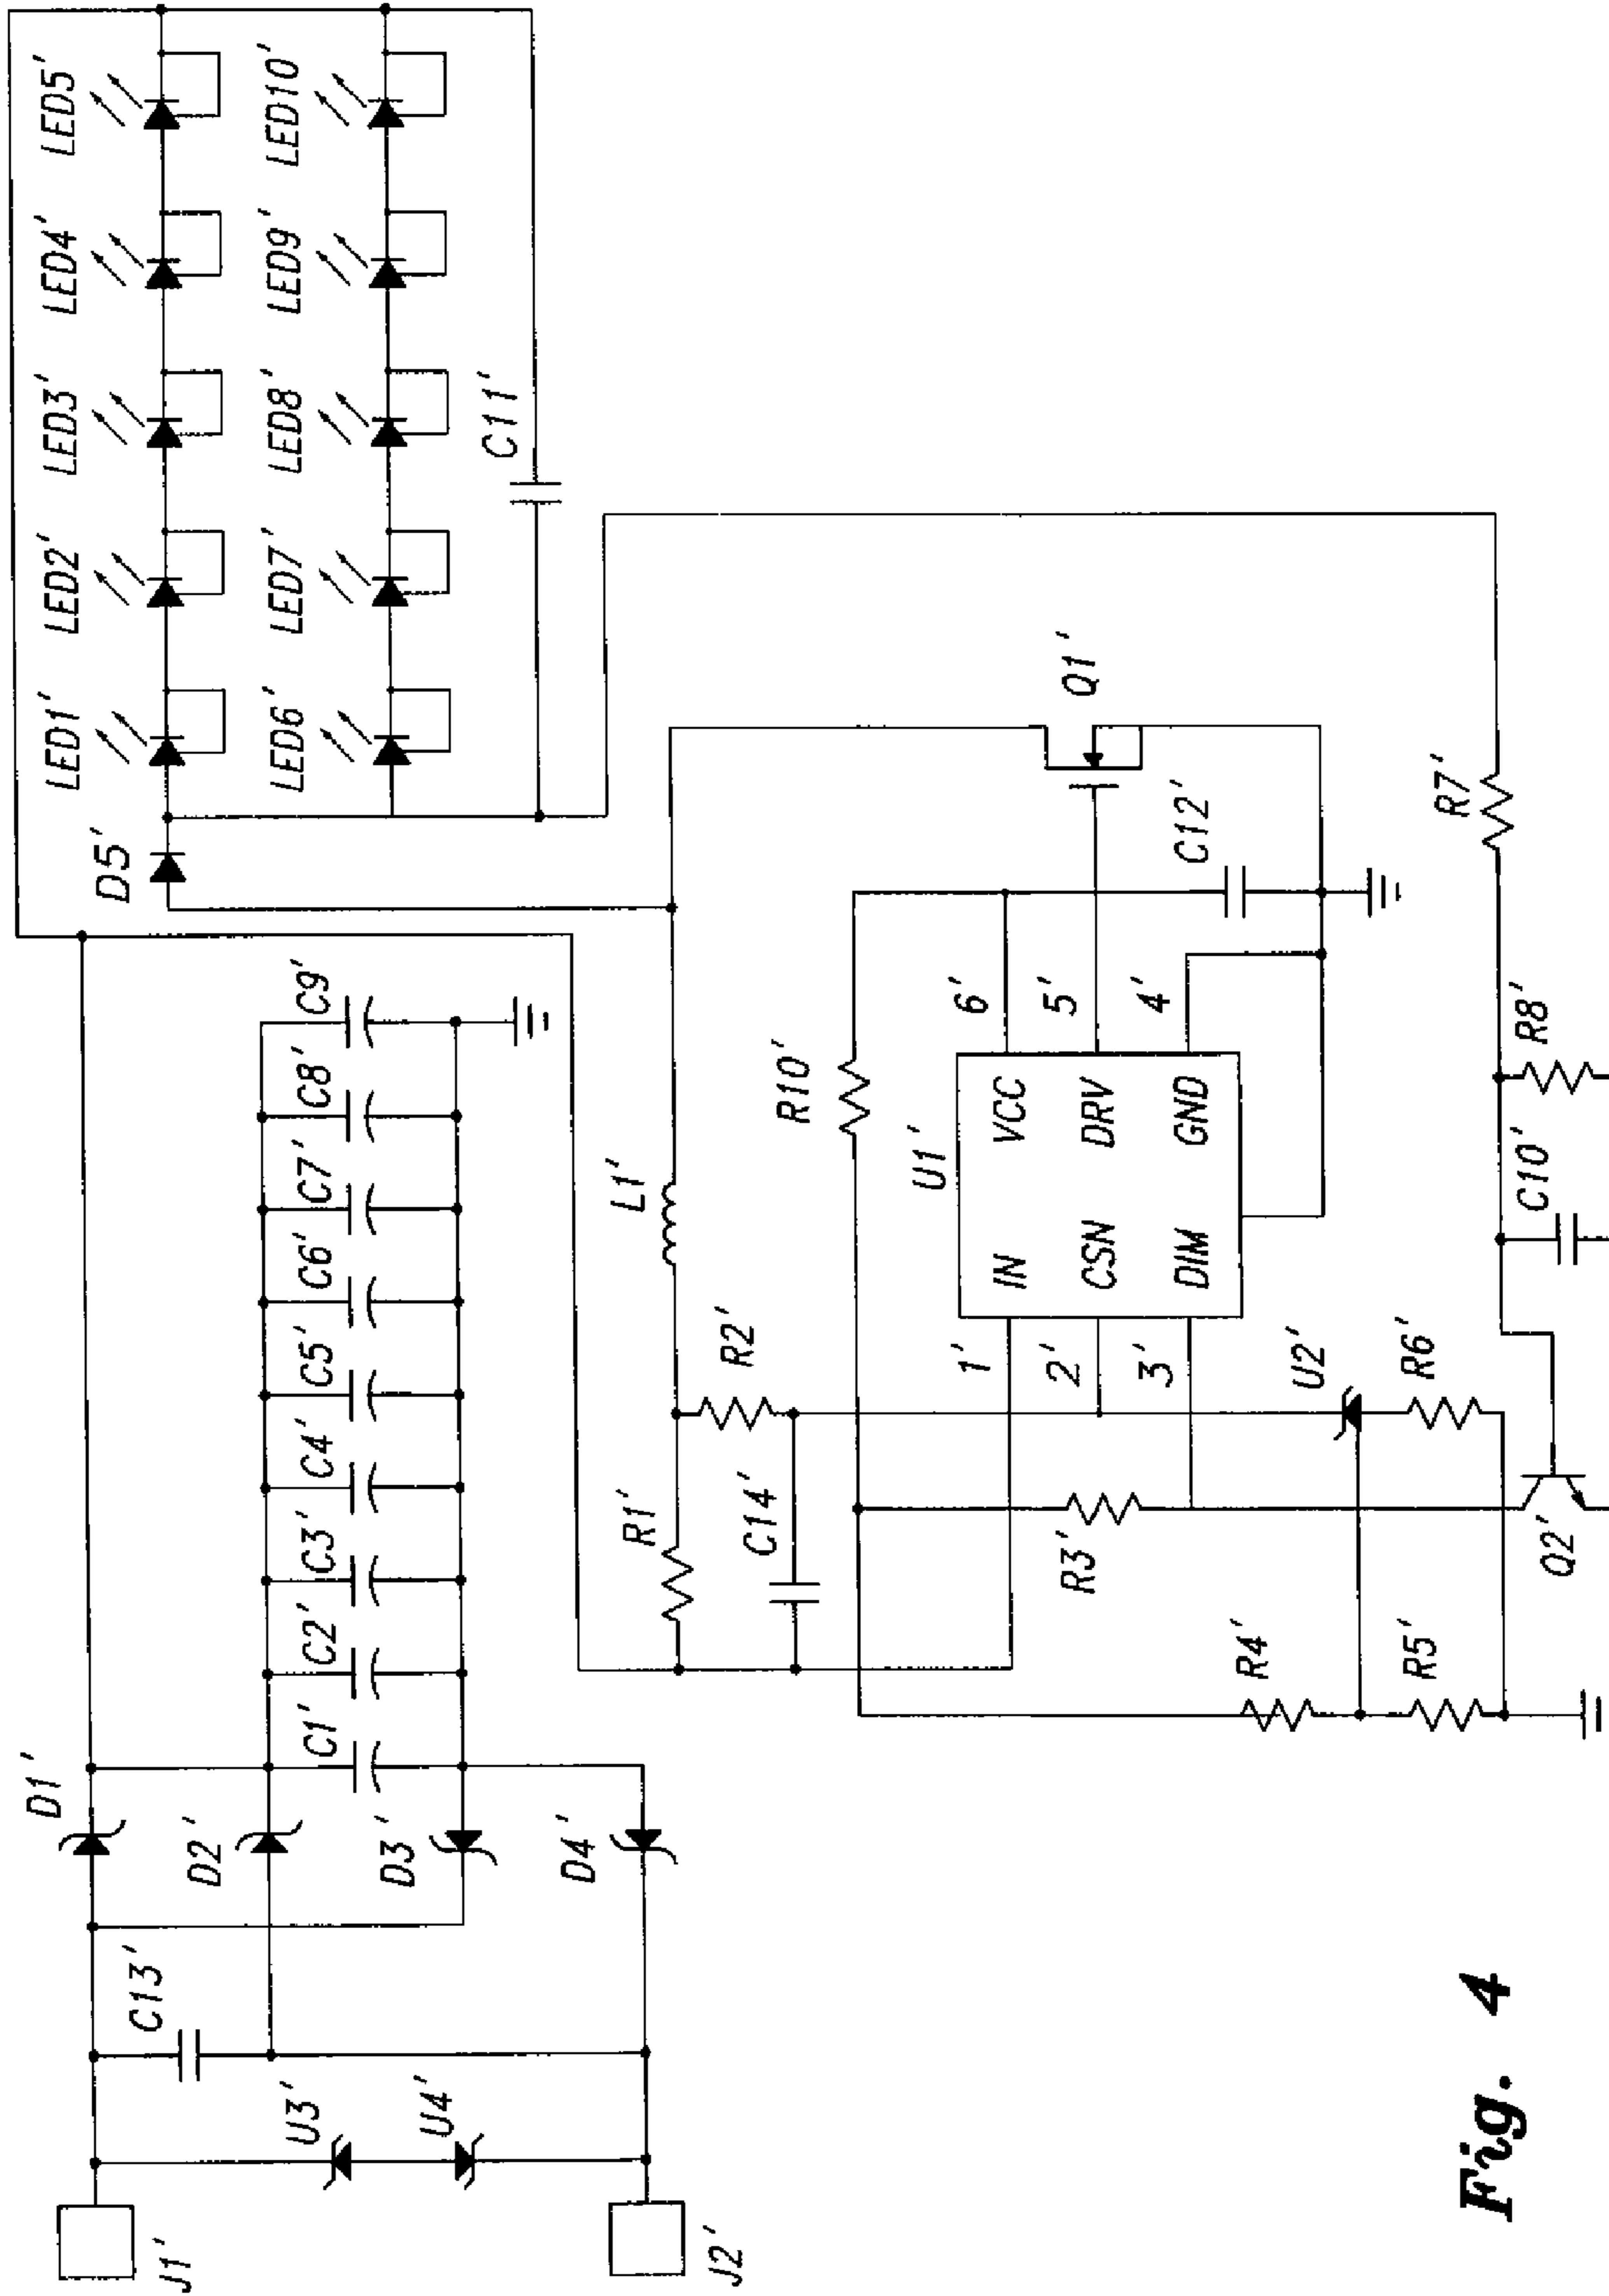 LED1' LED2' LED3' LED4' LED5'
D5'
LED6' LED7' LED8' LED9' LED10'
C11'
D1'
C13'
D2'
C1' C2' C3' C4' C5' C6' C7' C8' C9'
D3'
U3'
U4'
D4'
J1'
J2'
L1'
R1'
R2'
C14'
R10'
U1'
1' IN VCC 6'
2' CSN DRV 5'
3' DIM GND 4'
Q1'
C12'
R3'
R4'
U2'
R5'
R6'
R7'
Q2'
C10'
R8'
Fig. 4